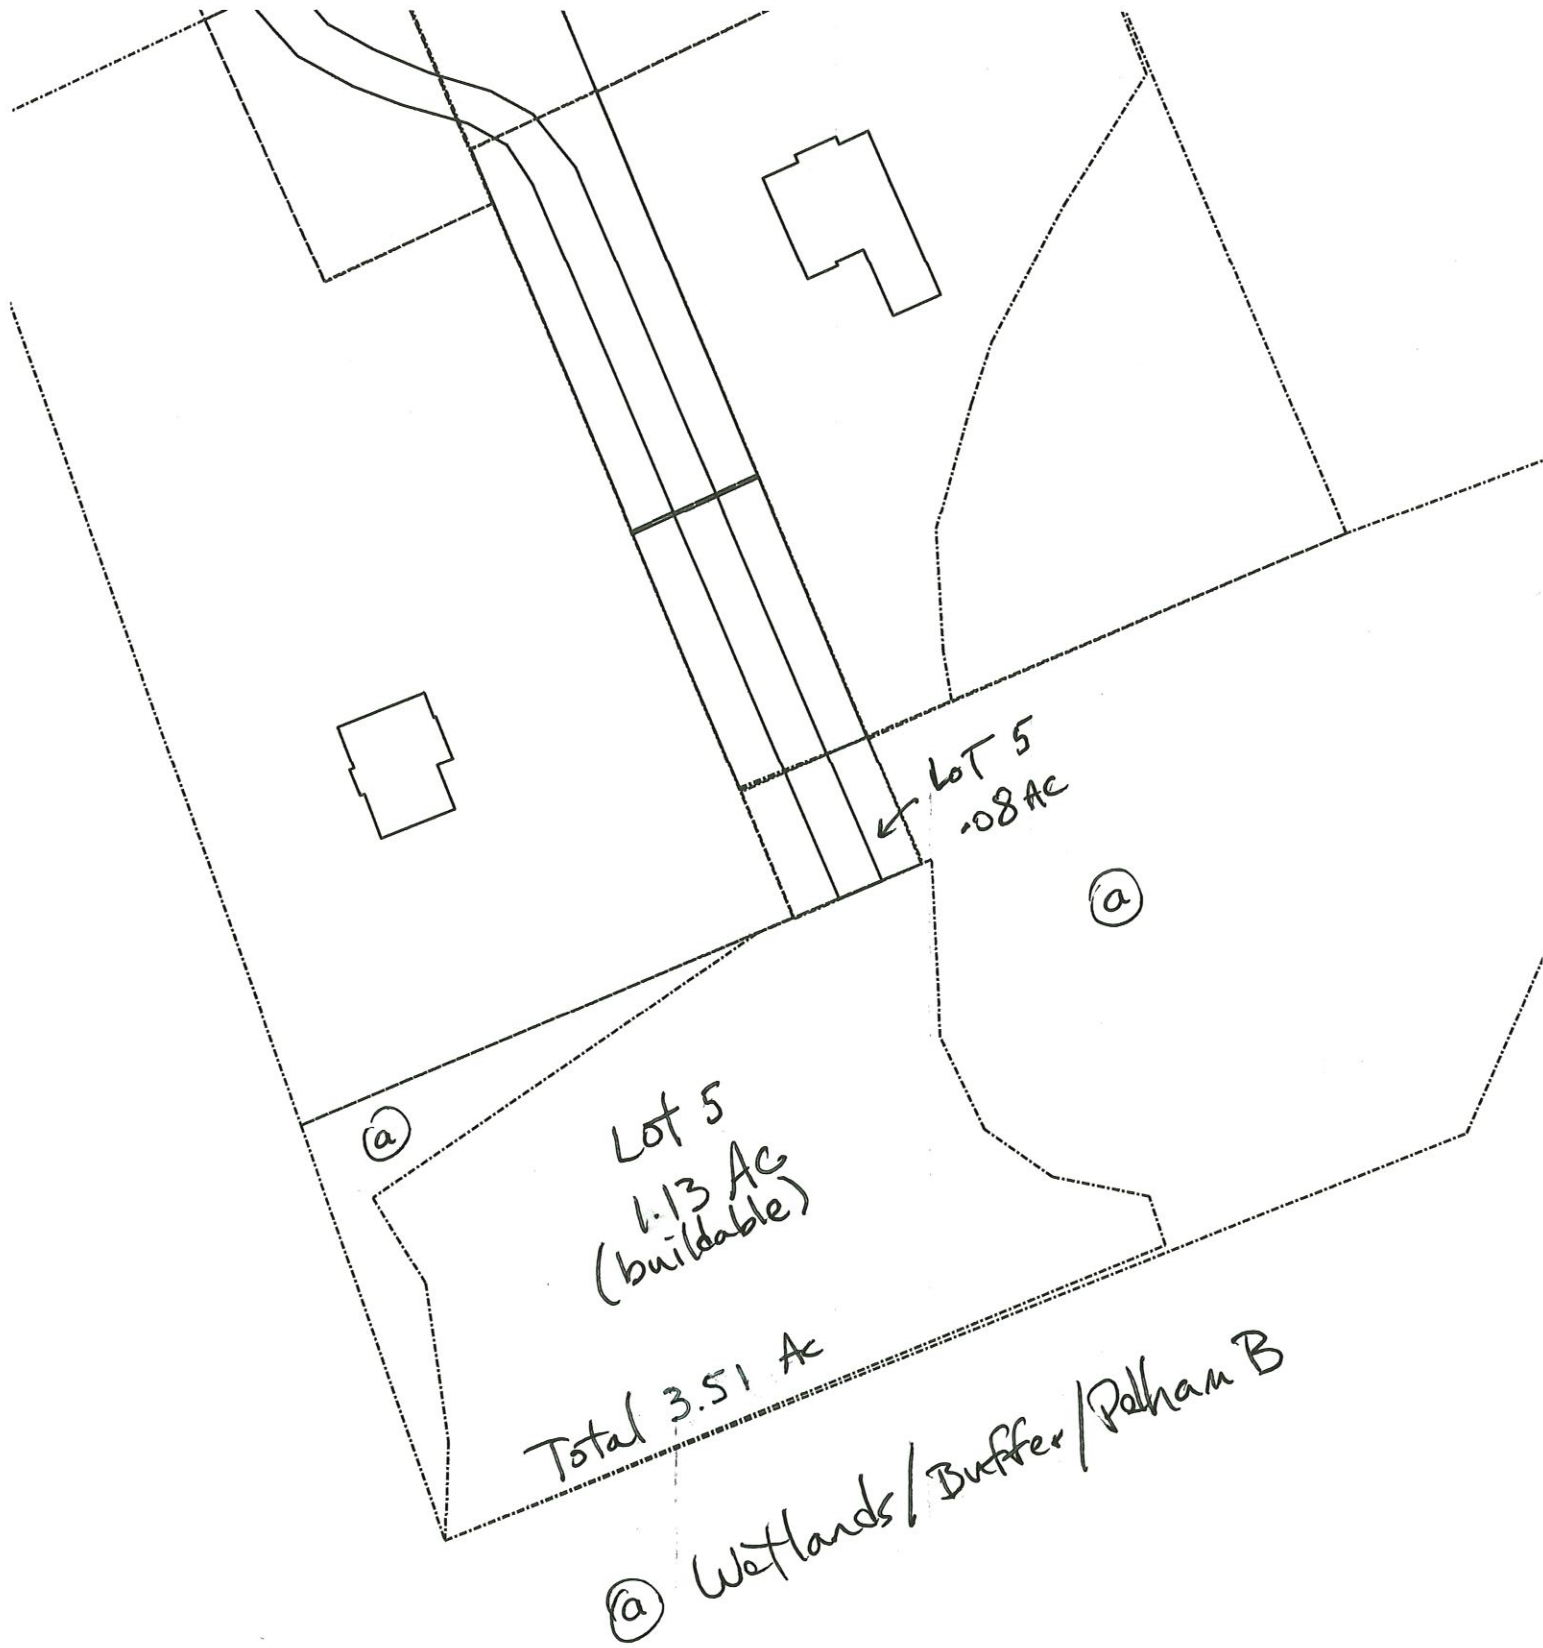 LOT 5
.08 AC
ⓐ
ⓐ
Lot 5
1.13 Ac
(buildable)
Total 3.51 Ac
ⓐ Wetlands/Buffer/Pelham B